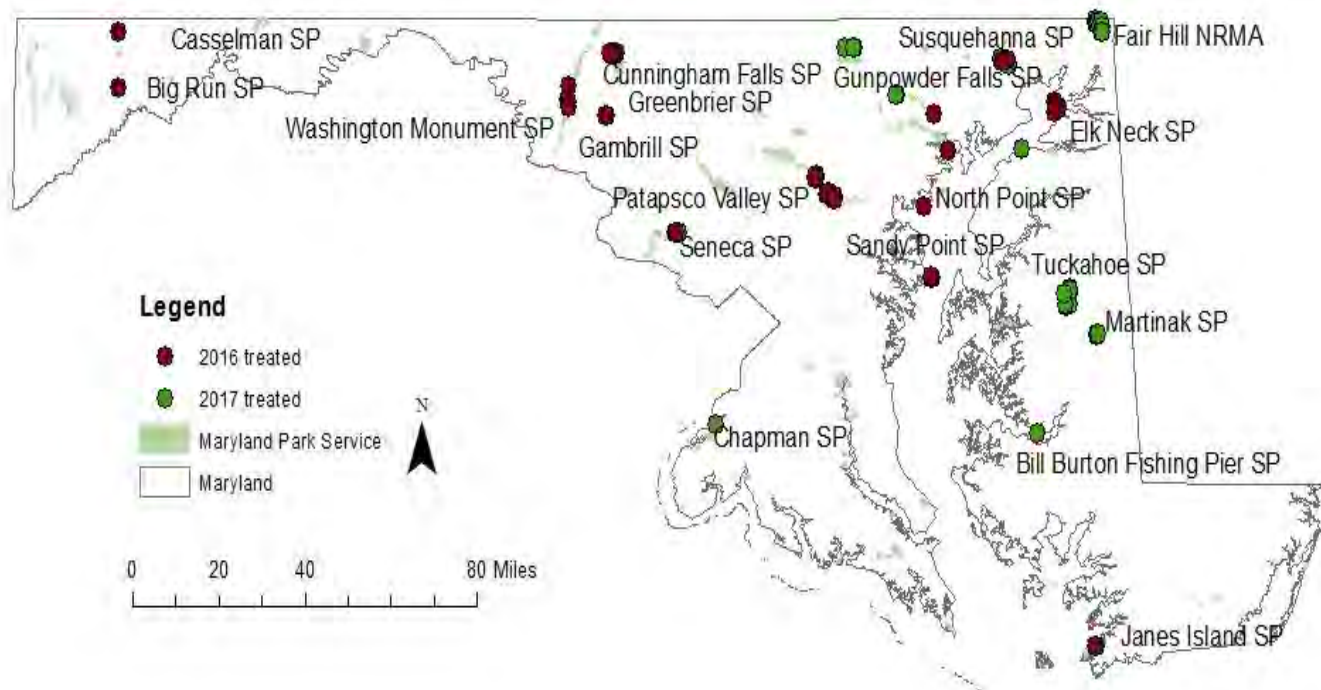 Casselman SP
Susquehanna SP
Fair Hill NRMA
Big Run SP
Cunningham Falls SP
Gunpowder Falls SP
Greenbrier SP
Washington Monument SP
Elk Neck SP
Gambrill SP
Patapsco Valley SP
North Point SP
Seneca SP
Sandy Point SP
Tuckahoe SP
Martinak SP
Legend
2016 treated
2017 treated
Maryland Park Service
Maryland
N
Chapman SP
Bill Burton Fishing Pier SP
0 20 40 80 Miles
Janes Island SP